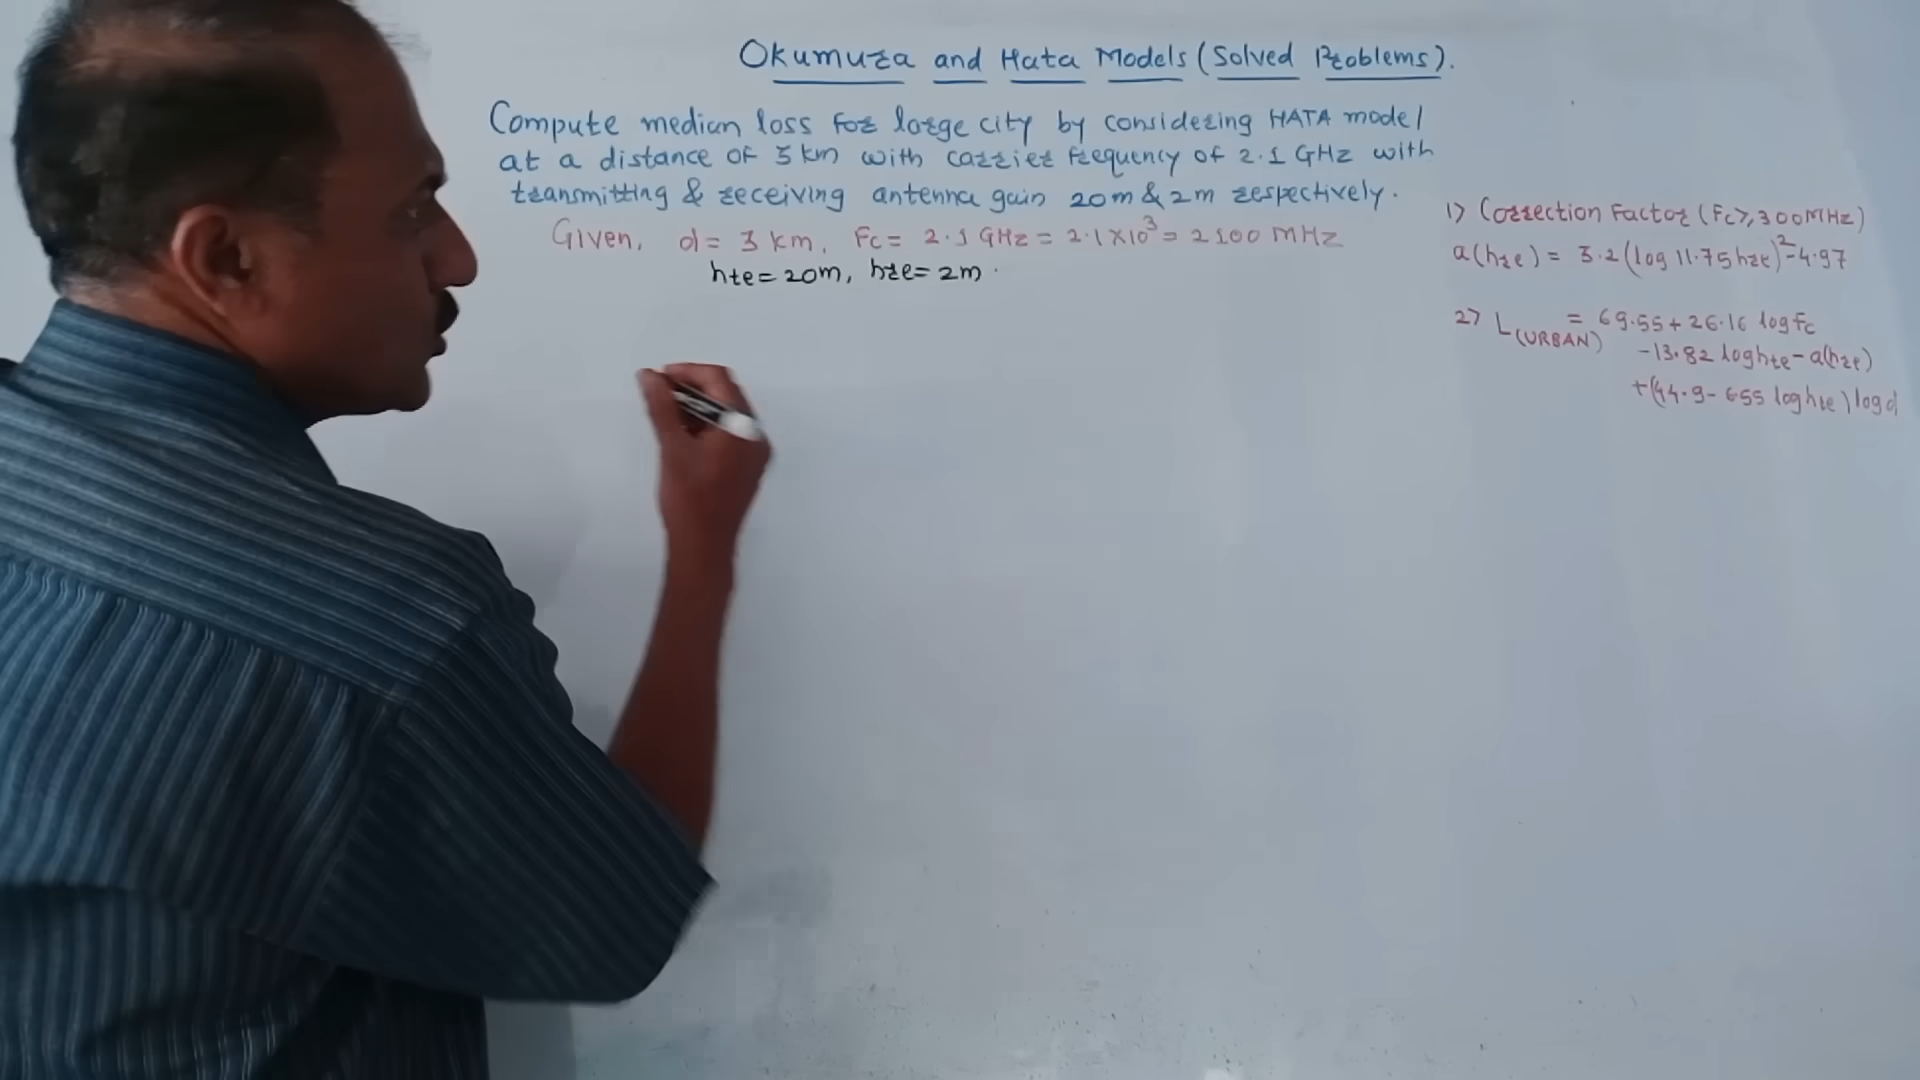 Okumura and Hata Models (Solved Problems).
Compute median loss for large city by considering HATA model
at a distance of 3 km with carrier frequency of 2.1 GHz with
transmitting & receiving antenna gain 20m & 2m respectively.
Given, d = 3 km, Fc = 2.1 GHz = 2.1×10³ = 2100 MHz
hte = 20m, hre = 2m.
1) Correction Factor (Fc ≥, 300MHz)
a(hre) = 3.2 (log 11.75 hre)² - 4.97
2) L(URBAN) = 69.55 + 26.16 log fc
-13.82 log hte - a(hre)
+(44.9 - 6.55 log hte) log d